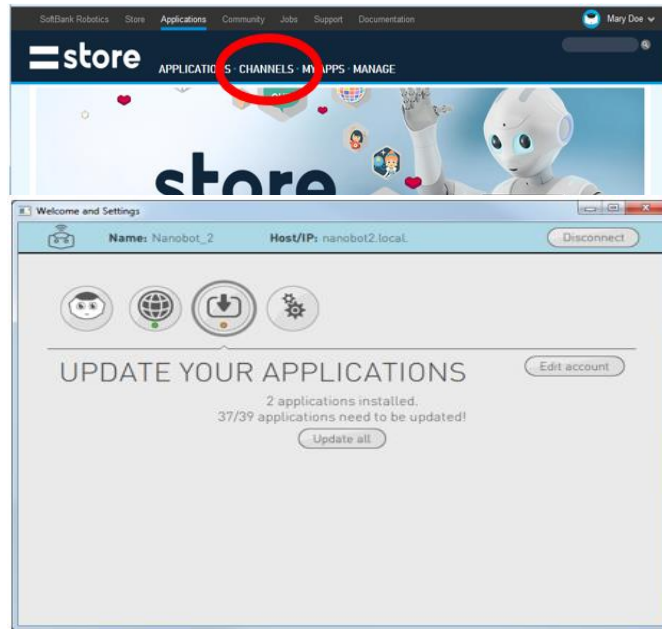 SoftBank Robotics Store Applications Community Jobs Support Documentation Mary Doe
store
APPLICATIONS · CHANNELS · MY APPS · MANAGE
store
Welcome and Settings
Name: Nanobot_2 Host/IP: nanobot2.local. Disconnect
UPDATE YOUR APPLICATIONS
Edit account
2 applications installed.
37/39 applications need to be updated!
Update all